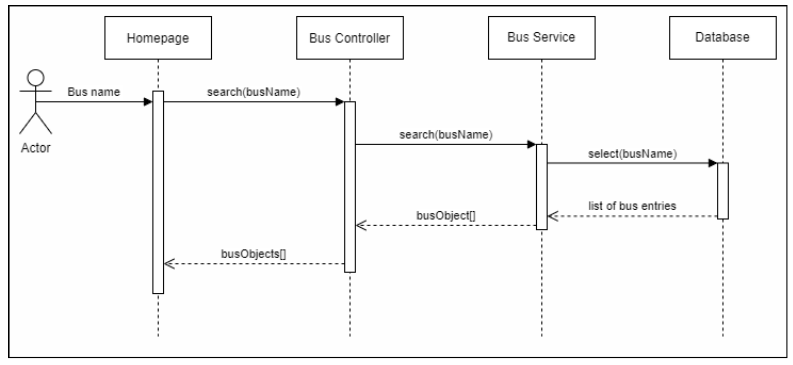 Homepage
Bus Controller
Bus Service
Database
Bus name
search(busName)
Actor
search(busName)
select(busName)
list of bus entries
busObject[]
busObjects[]